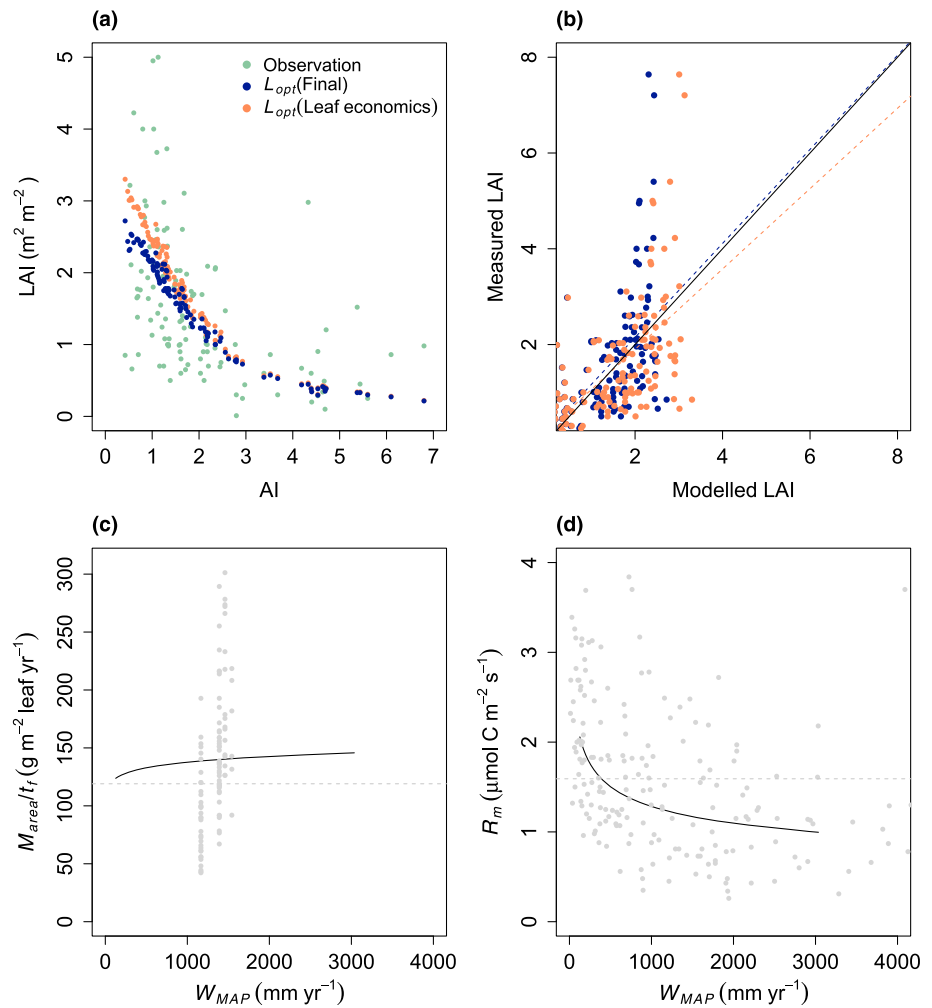 (a)
LAI (m² m⁻²)
0 1 2 3 4 5
Observation
L_opt(Final)
L_opt(Leaf economics)
0 1 2 3 4 5 6 7
AI
(b)
Measured LAI
2 4 6 8
2 4 6 8
Modelled LAI
(c)
M_area/t_f (g m⁻² leaf yr⁻¹)
0 50 100 150 200 250 300
0 1000 2000 3000 4000
W_MAP (mm yr⁻¹)
(d)
R_m (μmol C m⁻² s⁻¹)
0 1 2 3 4
0 1000 2000 3000 4000
W_MAP (mm yr⁻¹)